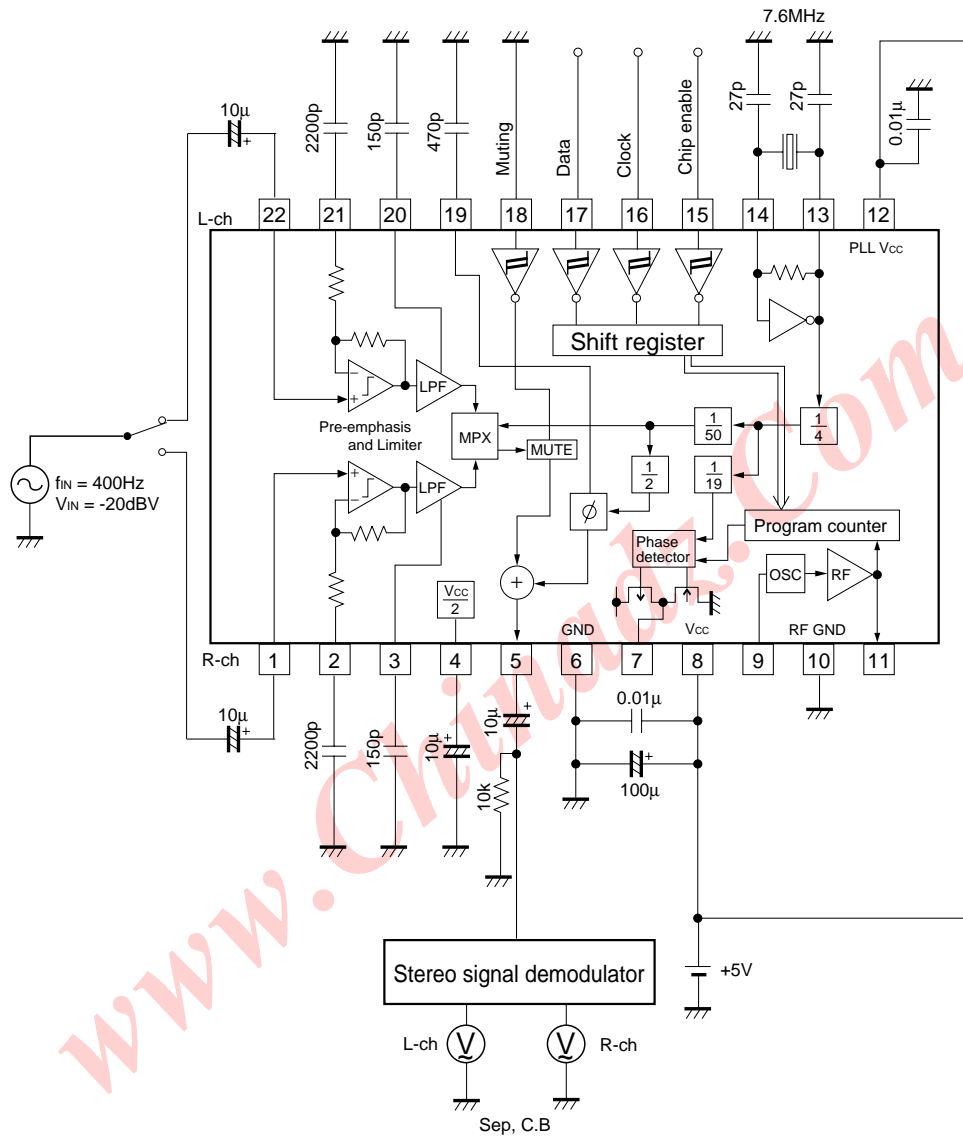 7.6MHz
10µ
+
2200p
150p
470p
Muting
Data
Clock
Chip enable
27p
27p
0.01µ
L-ch
22
21
20
19
18
17
16
15
14
13
12
PLL VCC
Shift register
−
+
LPF
Pre-emphasis
and Limiter
MPX
MUTE
1
50
1
4
1
2
1
19
fIN = 400Hz
VIN = -20dBV
+
−
LPF
ϕ
Program counter
Phase
detector
OSC
RF
+
VCC
2
GND
VCC
RF GND
R-ch
1
2
3
4
5
6
7
8
9
10
11
10µ
+
2200p
150p
10µ
+
10µ
+
10k
0.01µ
+
100µ
Stereo signal demodulator
+5V
L-ch
V
~
V
~
R-ch
Sep, C.B
www.Chinadz.Com